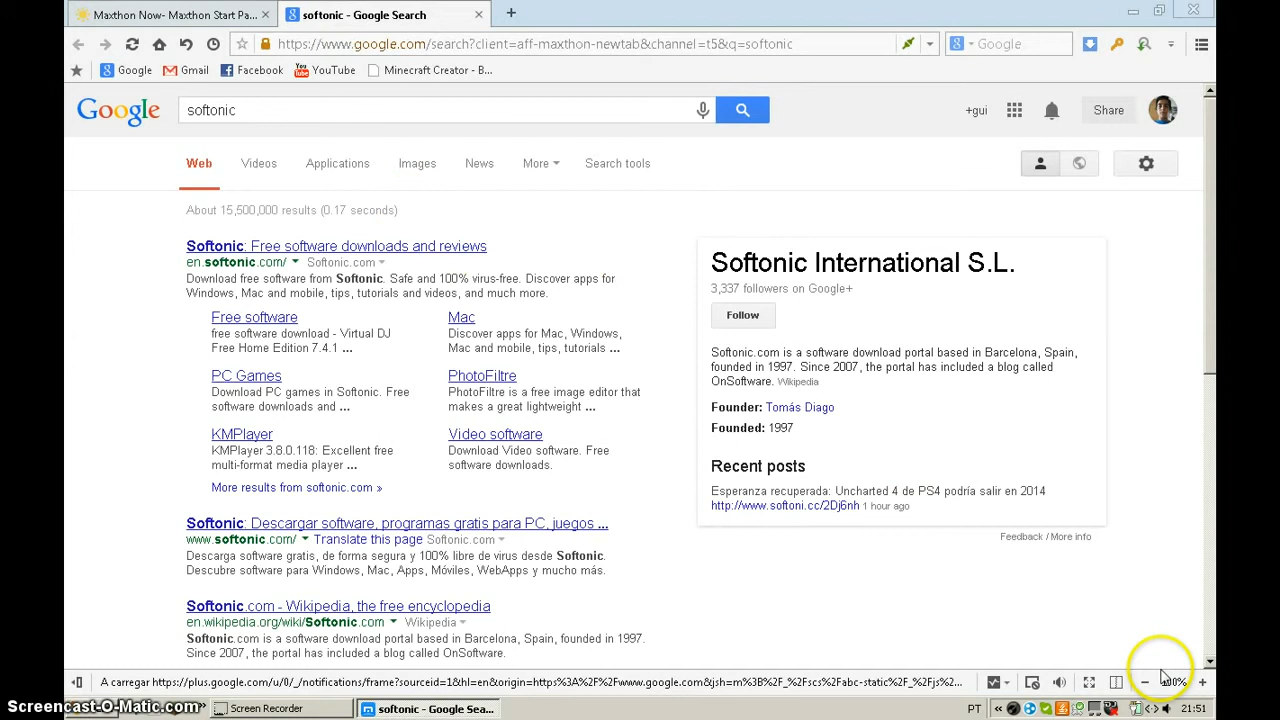 Maxthon Now- Maxthon Start Pa...
softonic - Google Search
https://www.google.com/search?client=aff-maxthon-newtab&channel=t5&q=softonic
Google
Google
Gmail
Facebook
YouTube
Minecraft Creator - B...
Google
softonic
+gui
Share
Web
Videos
Applications
Images
News
More
Search tools
About 15,500,000 results (0.17 seconds)
Softonic: Free software downloads and reviews
en.softonic.com/ Softonic.com
Download free software from Softonic. Safe and 100% virus-free. Discover apps for
Windows, Mac and mobile, tips, tutorials and videos, and much more.
Free software
free software download - Virtual DJ
Free Home Edition 7.4.1 ...
Mac
Discover apps for Mac, Windows,
Mac and mobile, tips, tutorials ...
PC Games
Download PC games in Softonic. Free
software downloads and ...
PhotoFiltre
PhotoFiltre is a free image editor that
makes a great lightweight ...
KMPlayer
KMPlayer 3.8.0.118: Excellent free
multi-format media player ...
Video software
Download Video software. Free
software downloads.
More results from softonic.com »
Softonic: Descargar software, programas gratis para PC, juegos ...
www.softonic.com/ Translate this page Softonic.com
Descarga software gratis, de forma segura y 100% libre de virus desde Softonic.
Descubre software para Windows, Mac, Apps, Móviles, WebApps y mucho más.
Softonic.com - Wikipedia, the free encyclopedia
en.wikipedia.org/wiki/Softonic.com Wikipedia
Softonic.com is a software download portal based in Barcelona, Spain, founded in 1997.
Since 2007, the portal has included a blog called OnSoftware.
Softonic International S.L.
3,337 followers on Google+
Follow
Softonic.com is a software download portal based in Barcelona, Spain,
founded in 1997. Since 2007, the portal has included a blog called
OnSoftware. Wikipedia
Founder: Tomás Diago
Founded: 1997
Recent posts
Esperanza recuperada: Uncharted 4 de PS4 podría salir en 2014
http://www.softoni.cc/2Dj6nh 1 hour ago
Feedback / More info
A carregar https://plus.google.com/u/0/_/notifications/frame?sourceid=1&hl=en&origin=https%3A%2F%2Fwww.google.com&jsh=m%3B%2F_%2Fscs%2Fabc-static%2F_%2Fjs%2...
100%
Screencast-O-Matic.com
Screen Recorder
softonic - Google Sea...
PT
21:51